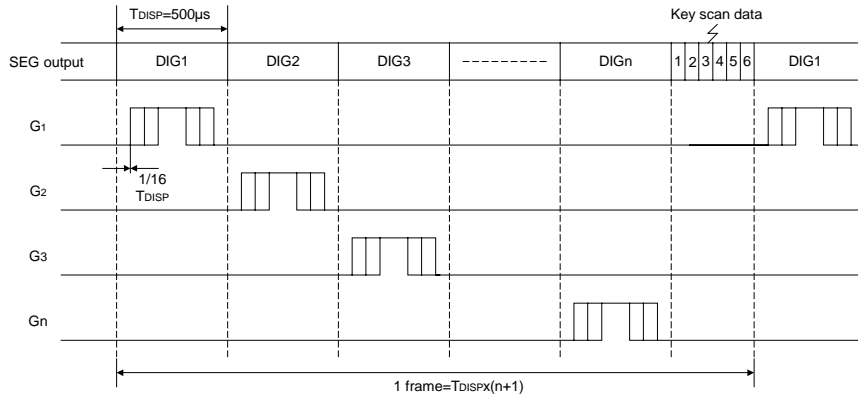 TDISP=500µs
Key scan data
SEG output DIG1 DIG2 DIG3 DIGn 1 2 3 4 5 6 DIG1
G1
1/16
TDISP
G2
G3
Gn
1 frame=TDISPx(n+1)